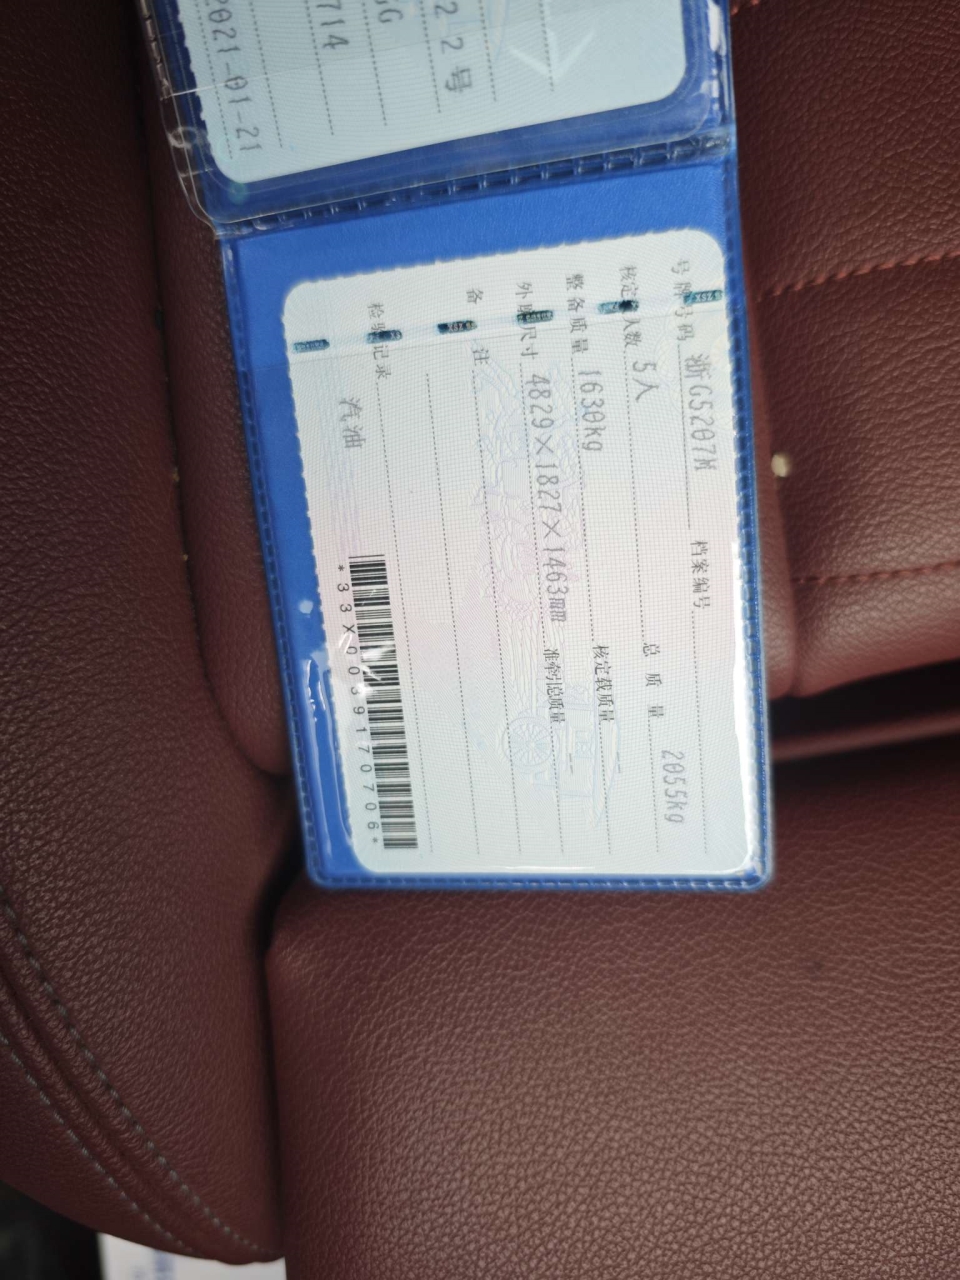 2-2号
GG
714
2021-01-21
号牌号码 浙G5207M 档案编号
核定人数 5人 总质量 2055kg
整备质量 1630kg 核定载质量
外廓尺寸 4829×1827×1463mm 准牵引总质量
备注
检验记录
汽油
*33X0039170706*